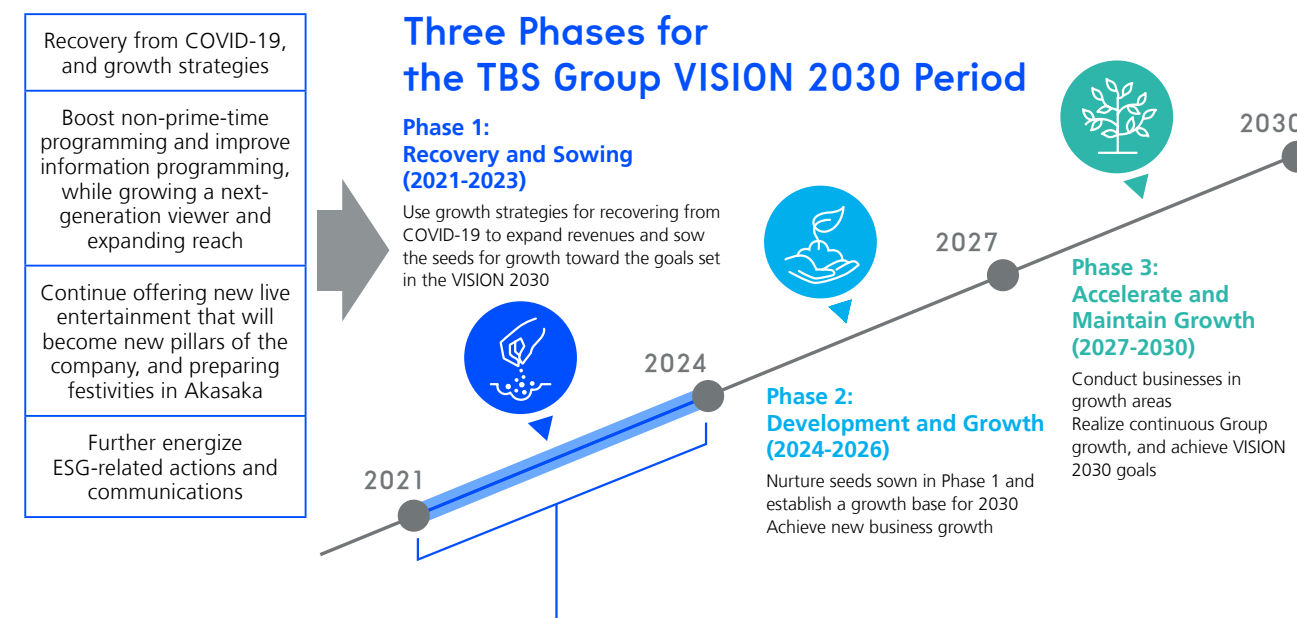 Recovery from COVID-19,
and growth strategies
Boost non-prime-time
programming and improve
information programming,
while growing a next-
generation viewer and
expanding reach
Continue offering new live
entertainment that will
become new pillars of the
company, and preparing
festivities in Akasaka
Further energize
ESG-related actions and
communications
Three Phases for
the TBS Group VISION 2030 Period
Phase 1:
Recovery and Sowing
(2021-2023)
Use growth strategies for recovering from
COVID-19 to expand revenues and sow
the seeds for growth toward the goals set
in the VISION 2030
2021
2024
Phase 2:
Development and Growth
(2024-2026)
Nurture seeds sown in Phase 1 and
establish a growth base for 2030
Achieve new business growth
2027
Phase 3:
Accelerate and
Maintain Growth
(2027-2030)
Conduct businesses in
growth areas
Realize continuous Group
growth, and achieve VISION
2030 goals
2030